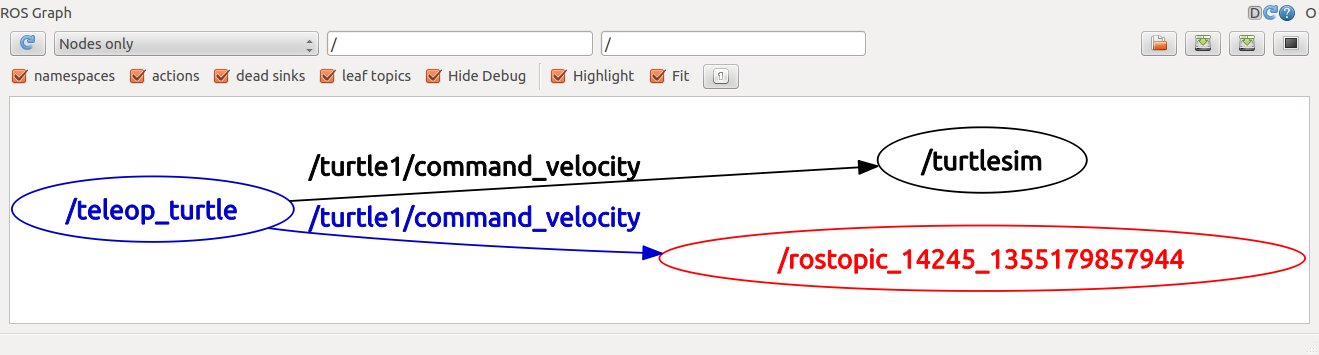 ROS Graph D ? O
Nodes only / /
namespaces actions dead sinks leaf topics Hide Debug Highlight Fit 1
/turtle1/command_velocity /turtlesim
/teleop_turtle /turtle1/command_velocity
/rostopic_14245_1355179857944